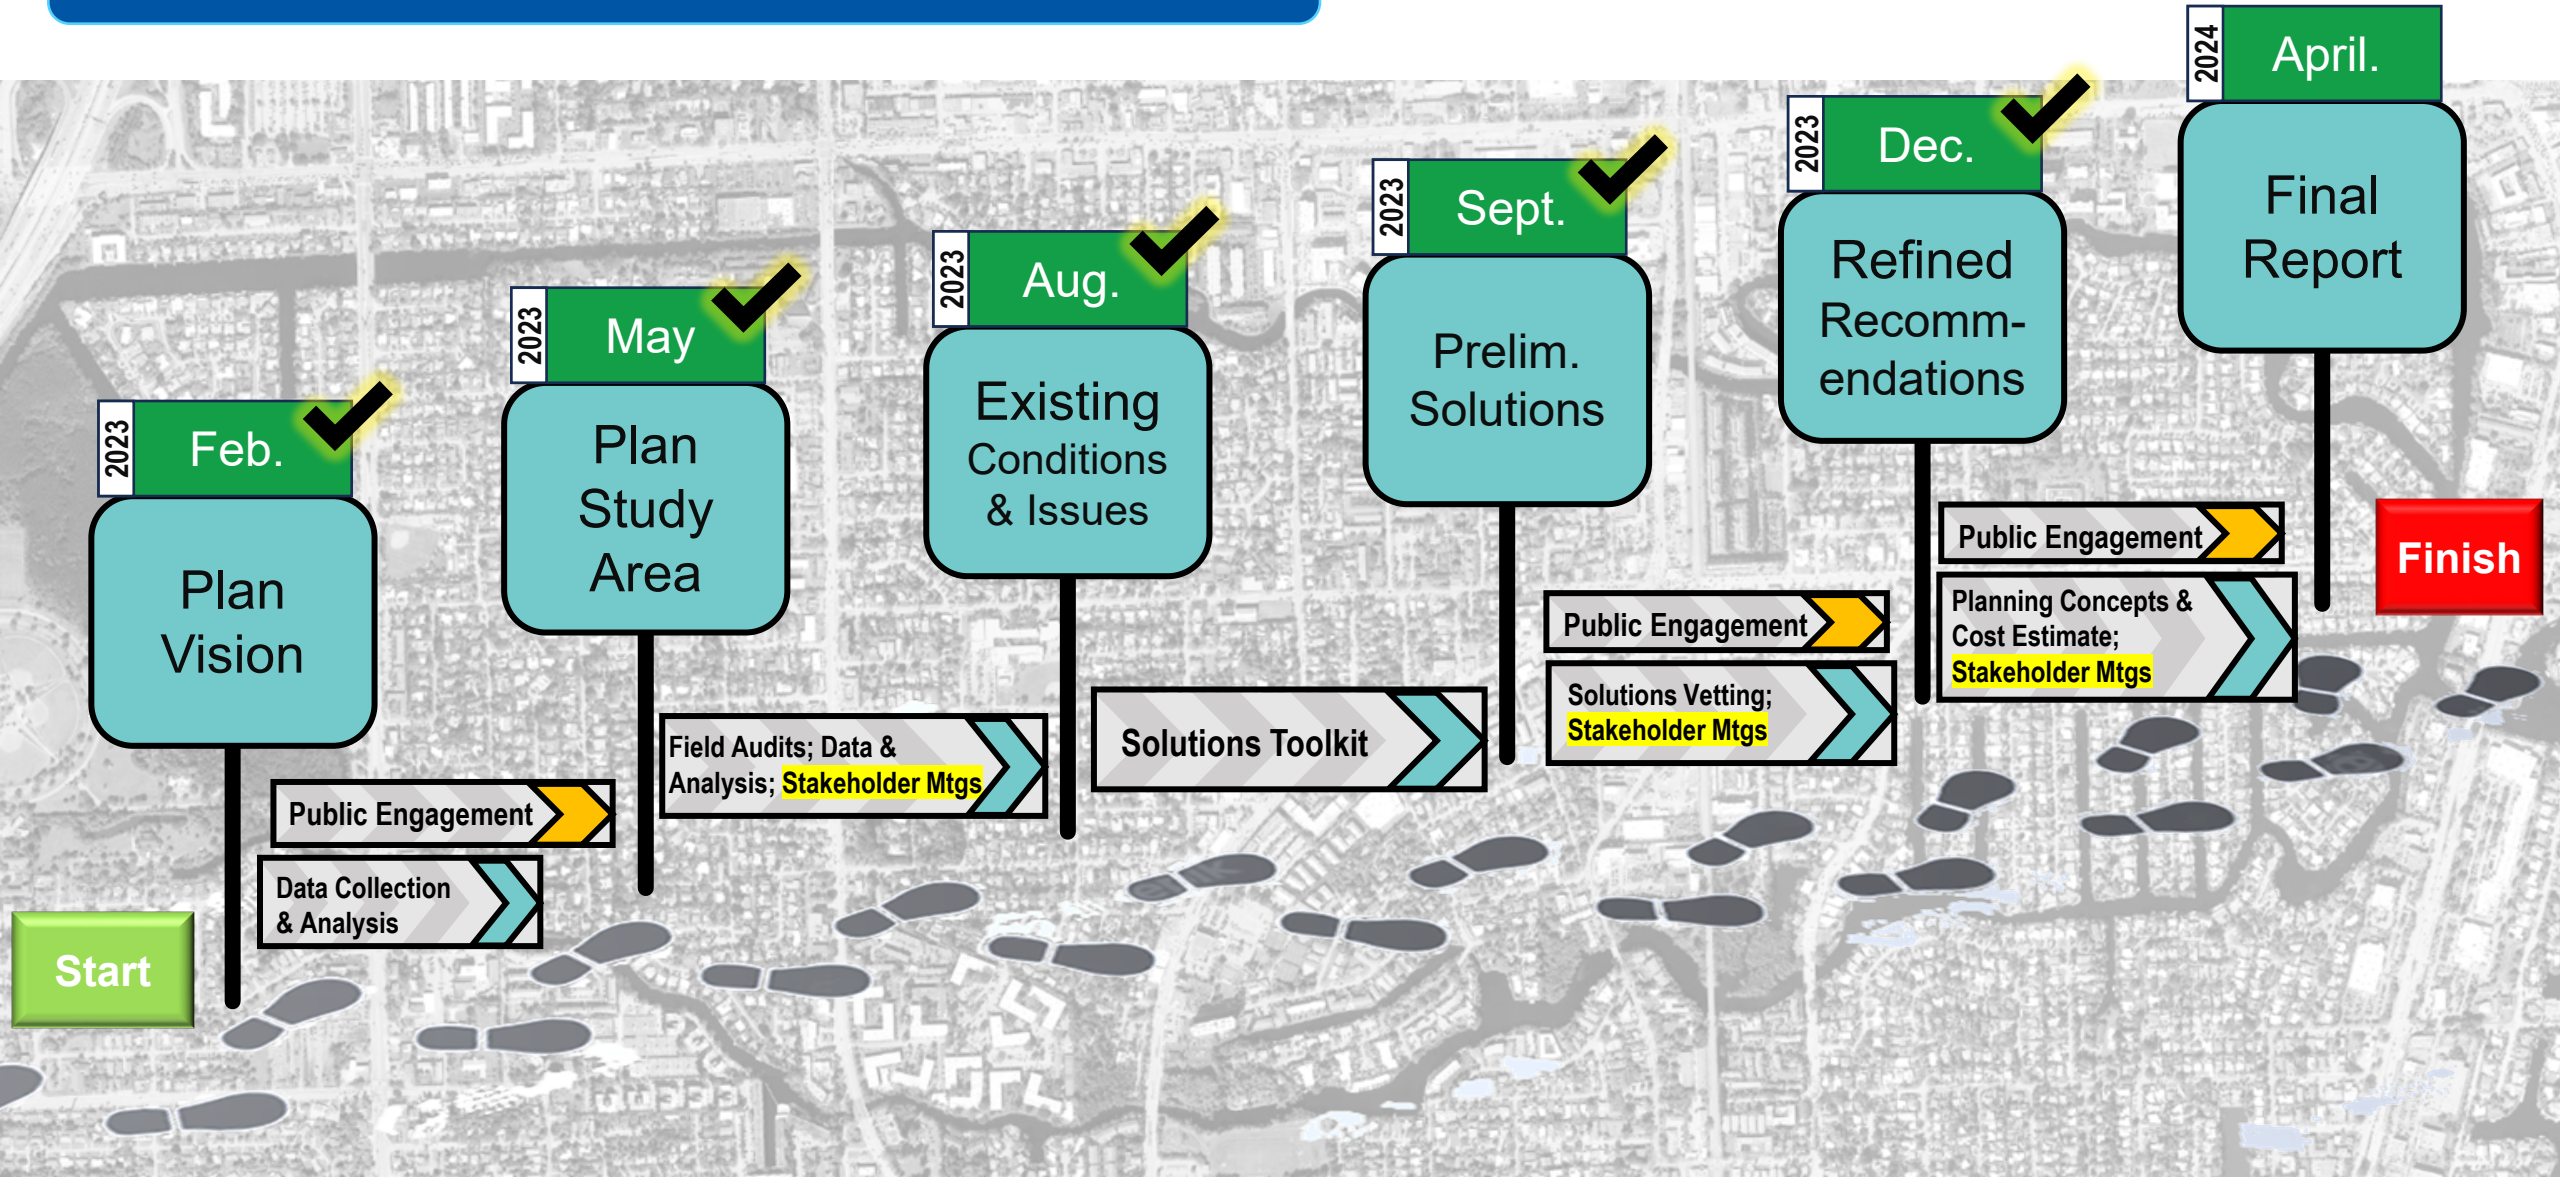 2023
Feb.
Plan
Vision
2023
May
Plan
Study
Area
2023
Aug.
Existing
Conditions
& Issues
2023
Sept.
Prelim.
Solutions
2023
Dec.
Refined
Recomm-
endations
2024
April.
Final
Report
Start
Public Engagement
Data Collection
& Analysis
Field Audits; Data &
Analysis; Stakeholder Mtgs
Solutions Toolkit
Public Engagement
Solutions Vetting;
Stakeholder Mtgs
Public Engagement
Planning Concepts &
Cost Estimate;
Stakeholder Mtgs
Finish